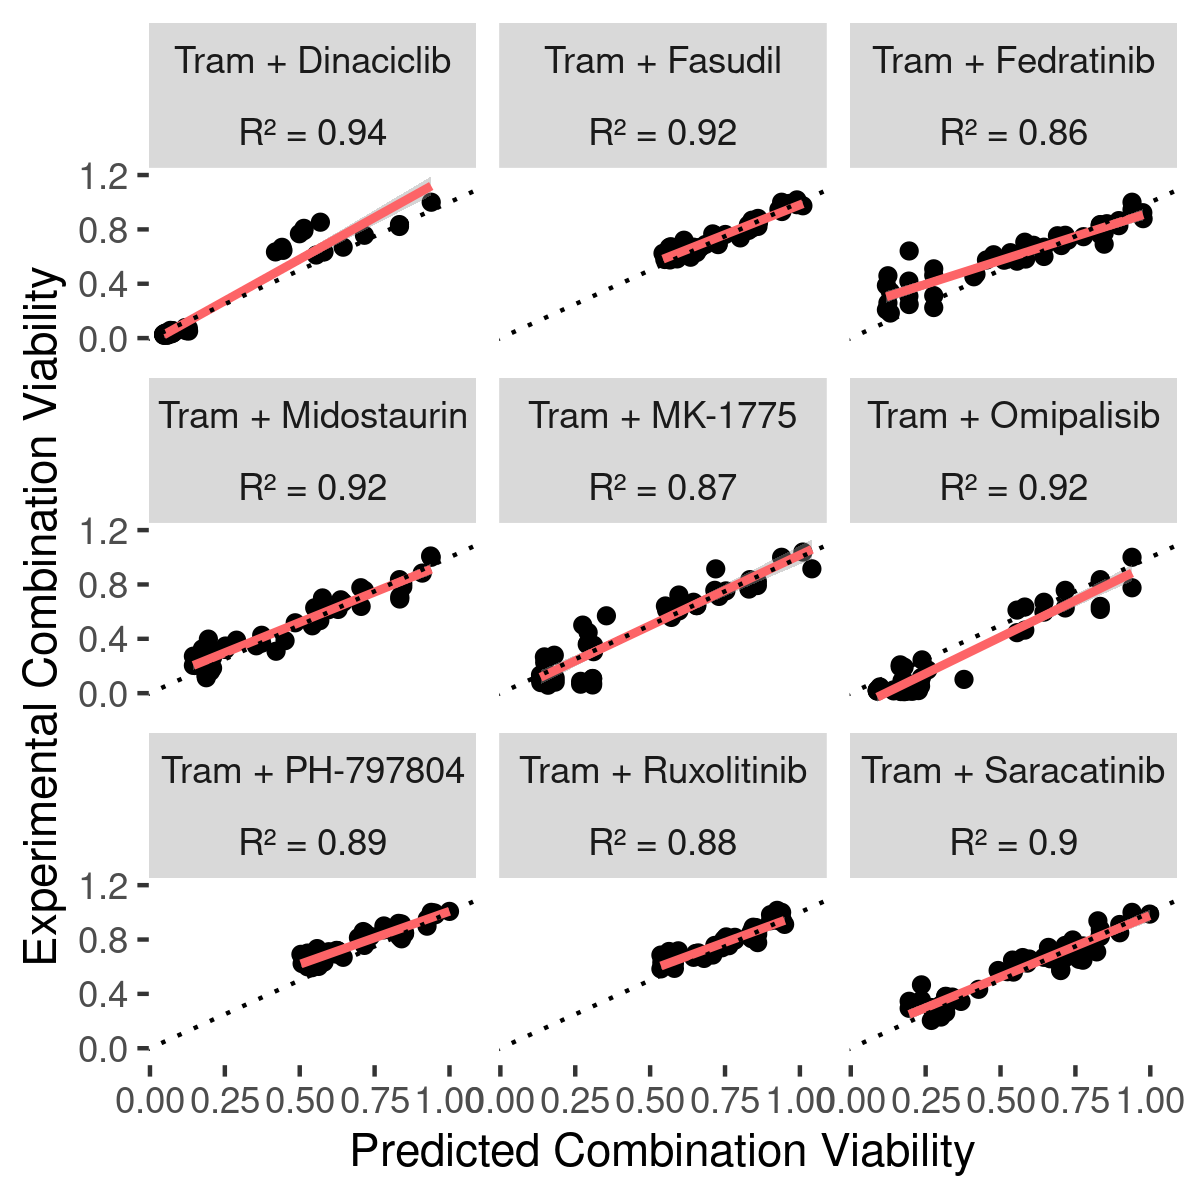 Tram + Dinaciclib
R² = 0.94
Tram + Fasudil
R² = 0.92
Tram + Fedratinib
R² = 0.86
1.2
0.8
0.4
0.0
Tram + Midostaurin
R² = 0.92
Tram + MK-1775
R² = 0.87
Tram + Omipalisib
R² = 0.92
1.2
0.8
0.4
0.0
Tram + PH-797804
R² = 0.89
Tram + Ruxolitinib
R² = 0.88
Tram + Saracatinib
R² = 0.9
1.2
0.8
0.4
0.0
0.00 0.25 0.50 0.75 1.00
0.00 0.25 0.50 0.75 1.00
0.00 0.25 0.50 0.75 1.00
Predicted Combination Viability
Experimental Combination Viability